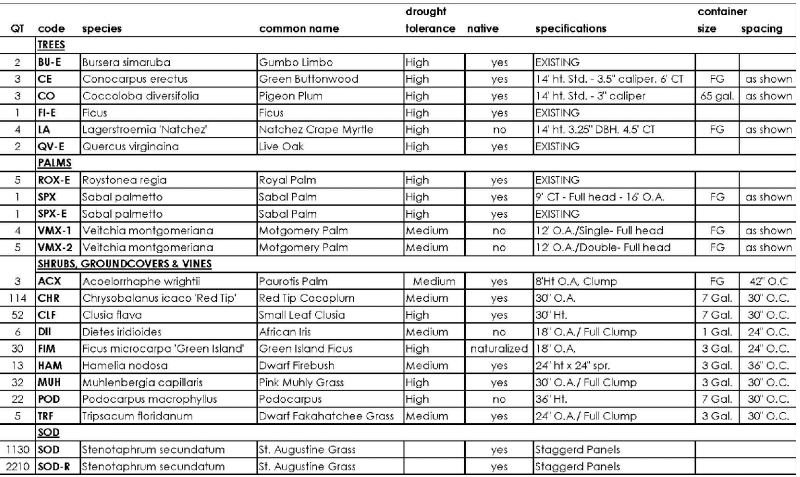 drought container
QT code species common name tolerance native specifications size spacing
TREES
2 BU-E Bursera simaruba Gumbo Limbo High yes EXISTING
3 CE Conocarpus erectus Green Buttonwood High yes 14' ht. Std. - 3.5" caliper, 6' CT FG as shown
3 CO Coccoloba diversifolia Pigeon Plum High yes 14' ht. Std. - 3" caliper 65 gal. as shown
1 FI-E Ficus Ficus High yes EXISTING
4 LA Lagerstroemia 'Natchez' Natchez Crape Myrtle High no 14' ht. 3.25" DBH, 4.5' CT FG as shown
2 QV-E Quercus virginaina Live Oak High yes EXISTING
PALMS
5 ROX-E Roystonea regia Royal Palm High yes EXISTING
1 SPX Sabal palmetto Sabal Palm High yes 9' CT - Full head - 16' O.A. FG as shown
1 SPX-E Sabal palmetto Sabal Palm High yes EXISTING
4 VMX-1 Veitchia montgomeriana Motgomery Palm Medium no 12' O.A./Single- Full head FG as shown
5 VMX-2 Veitchia montgomeriana Motgomery Palm Medium no 12' O.A./Double- Full head FG as shown
SHRUBS, GROUNDCOVERS & VINES
3 ACX Acoelorrhaphe wrightii Paurotis Palm Medium yes 8'Ht O.A, Clump FG 42" O.C
114 CHR Chrysobalanus icaco 'Red Tip' Red Tip Cocoplum Medium yes 30" O.A. 7 Gal. 30" O.C.
52 CLF Clusia flava Small Leaf Clusia High yes 30" Ht. 7 Gal. 30" O.C.
6 DII Dietes iridioides African Iris Medium no 18" O.A./ Full Clump 1 Gal. 24" O.C.
30 FIM Ficus microcarpa 'Green Island' Green Island Ficus High naturalized 18" O.A. 3 Gal. 24" O.C.
13 HAM Hamelia nodosa Dwarf Firebush Medium yes 24" ht x 24" spr. 3 Gal. 36" O.C.
32 MUH Muhlenbergia capillaris Pink Muhly Grass High yes 30" O.A./ Full Clump 3 Gal. 30" O.C.
22 POD Podocarpus macrophyllus Podocarpus High no 36" Ht. 7 Gal. 30" O.C.
5 TRF Tripsacum floridanum Dwarf Fakahatchee Grass Medium yes 24" O.A./ Full Clump 3 Gal. 30" O.C.
SOD
1130 SOD Stenotaphrum secundatum St. Augustine Grass yes Staggerd Panels
2210 SOD-R Stenotaphrum secundatum St. Augustine Grass yes Staggerd Panels